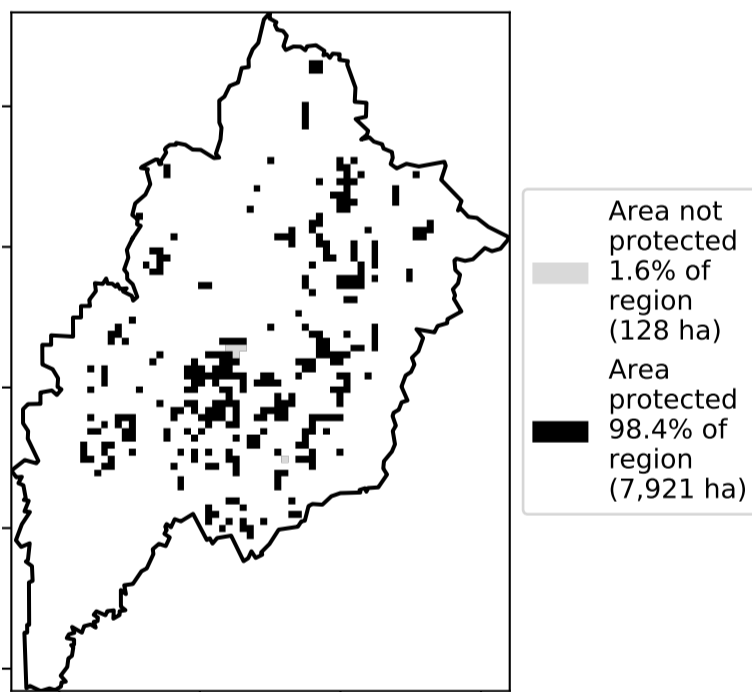 Area not
protected
1.6% of
region
(128 ha)
Area
protected
98.4% of
region
(7,921 ha)